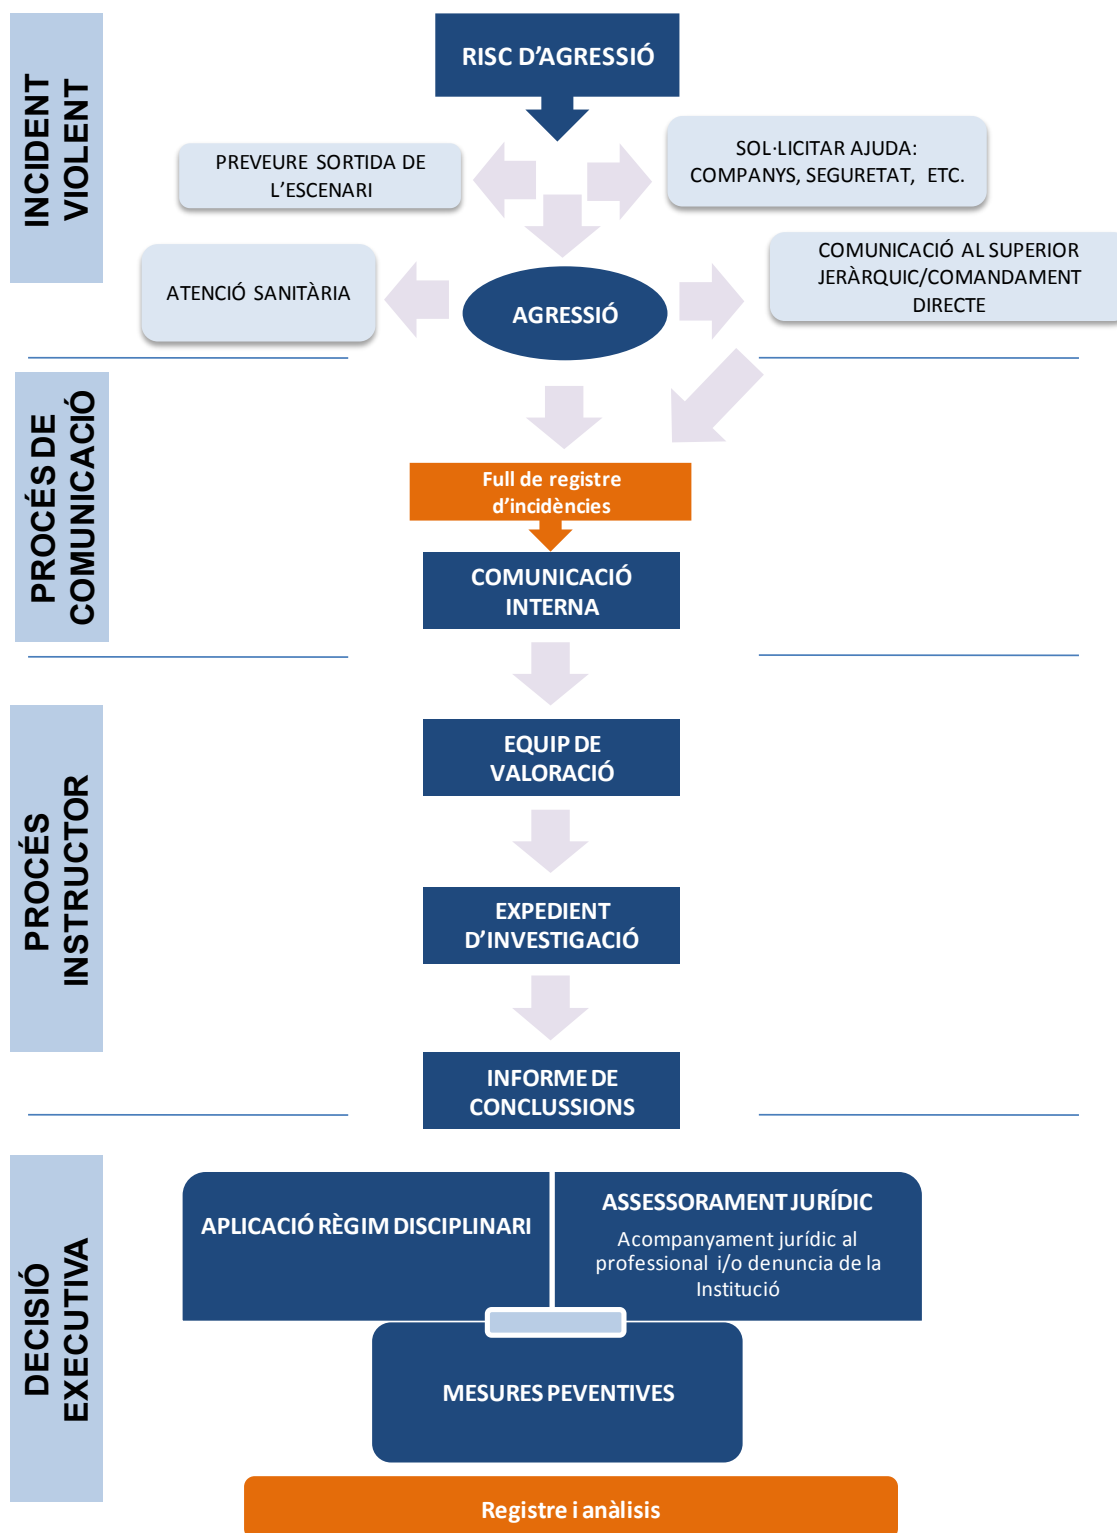 INCIDENT
VIOLENT
RISC D’AGRESSIÓ
PREVEURE SORTIDA DE
L’ESCENARI
SOL·LICITAR AJUDA:
COMPANYS, SEGURETAT, ETC.
ATENCIÓ SANITÀRIA
AGRESSIÓ
COMUNICACIÓ AL SUPERIOR
JERÀRQUIC/COMANDAMENT
DIRECTE
PROCÉS DE
COMUNICACIÓ
Full de registre
d’incidències
COMUNICACIÓ
INTERNA
PROCÉS
INSTRUCTOR
EQUIP DE
VALORACIÓ
EXPEDIENT
D’INVESTIGACIÓ
INFORME DE
CONCLUSSIONS
DECISIÓ
EXECUTIVA
APLICACIÓ RÈGIM DISCIPLINARI
ASSESSORAMENT JURÍDIC
Acompanyament jurídic al
professional i/o denuncia de la
Institució
MESURES PEVENTIVES
Registre i anàlisis